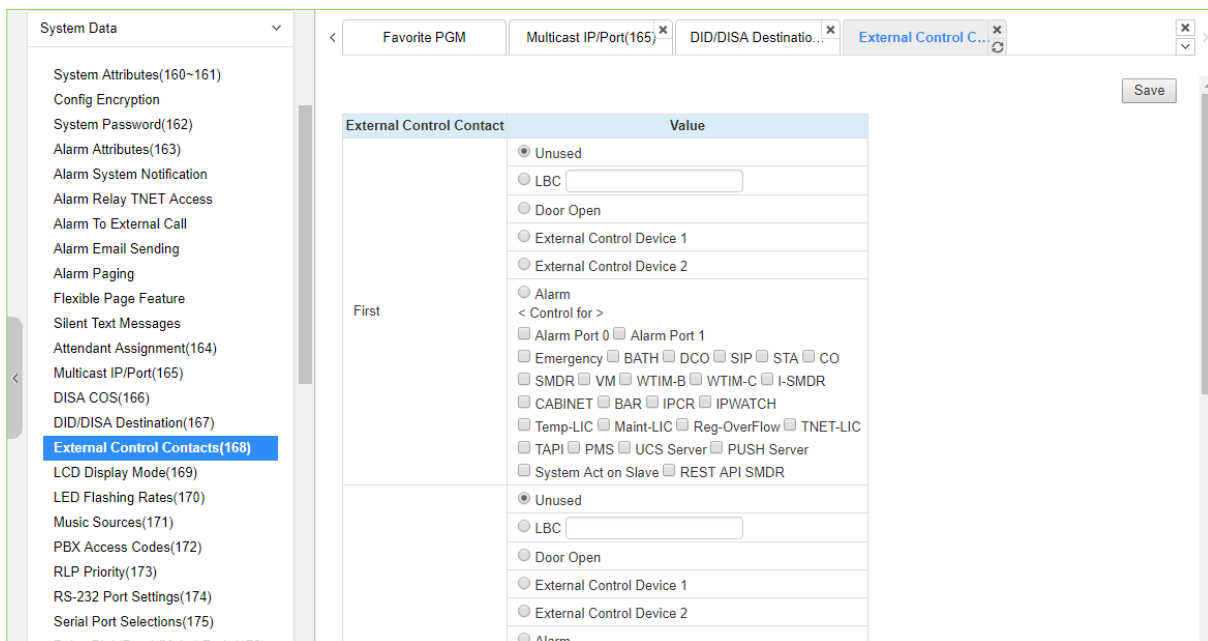 System Data
System Attributes(160~161)
Config Encryption
System Password(162)
Alarm Attributes(163)
Alarm System Notification
Alarm Relay TNET Access
Alarm To External Call
Alarm Email Sending
Alarm Paging
Flexible Page Feature
Silent Text Messages
Attendant Assignment(164)
Multicast IP/Port(165)
DISA COS(166)
DID/DISA Destination(167)
External Control Contacts(168)
LCD Display Mode(169)
LED Flashing Rates(170)
Music Sources(171)
PBX Access Codes(172)
RLP Priority(173)
RS-232 Port Settings(174)
Serial Port Selections(175)
Favorite PGM
Multicast IP/Port(165)
DID/DISA Destinatio...
External Control C...
Save
External Control Contact Value
First
Unused
LBC
Door Open
External Control Device 1
External Control Device 2
Alarm
< Control for >
Alarm Port 0 Alarm Port 1
Emergency BATH DCO SIP STA CO
SMDR VM WTIM-B WTIM-C I-SMDR
CABINET BAR IPCR IPWATCH
Temp-LIC Maint-LIC Reg-OverFlow TNET-LIC
TAPI PMS UCS Server PUSH Server
System Act on Slave REST API SMDR
Unused
LBC
Door Open
External Control Device 1
External Control Device 2
Alarm